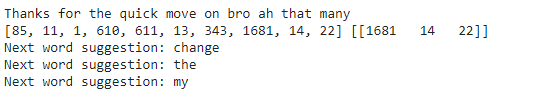 Thanks for the quick move on bro ah that many
[85, 11, 1, 610, 611, 13, 343, 1681, 14, 22] [[1681   14   22]]
Next word suggestion: change
Next word suggestion: the
Next word suggestion: my